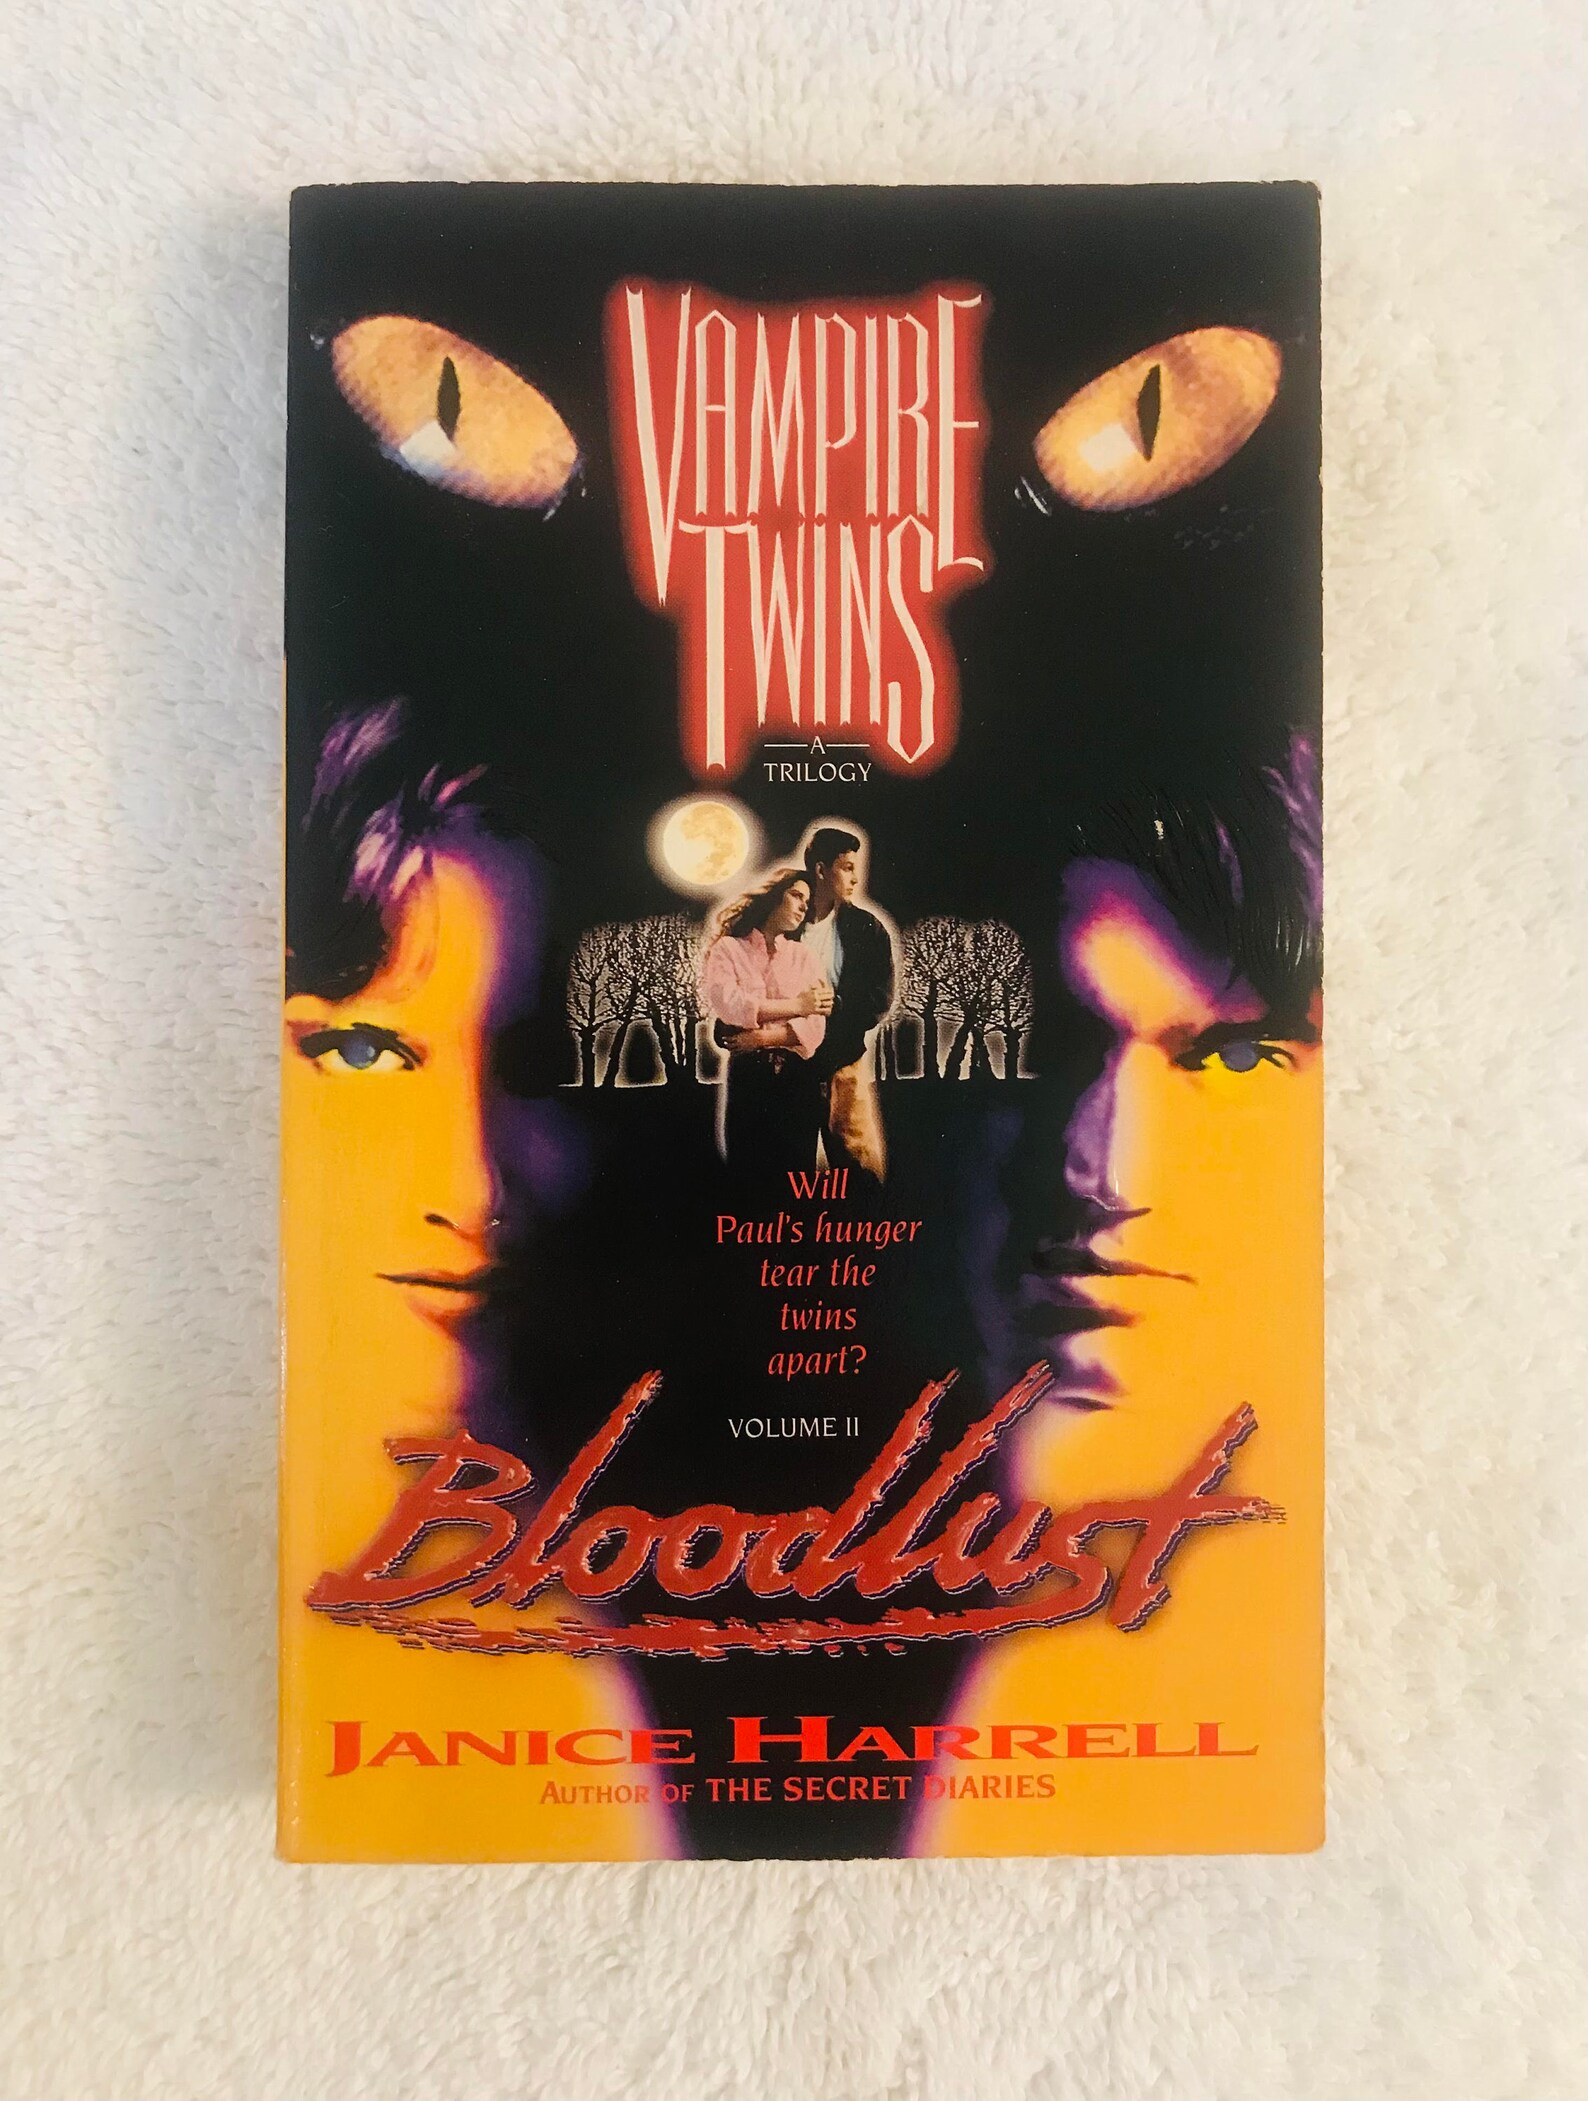 VAMPIRE
TWINS
A
TRILOGY
Will
Paul's hunger
tear the
twins
apart?
VOLUME II
Bloodlust
JANICE HARRELL
AUTHOR OF THE SECRET DIARIES